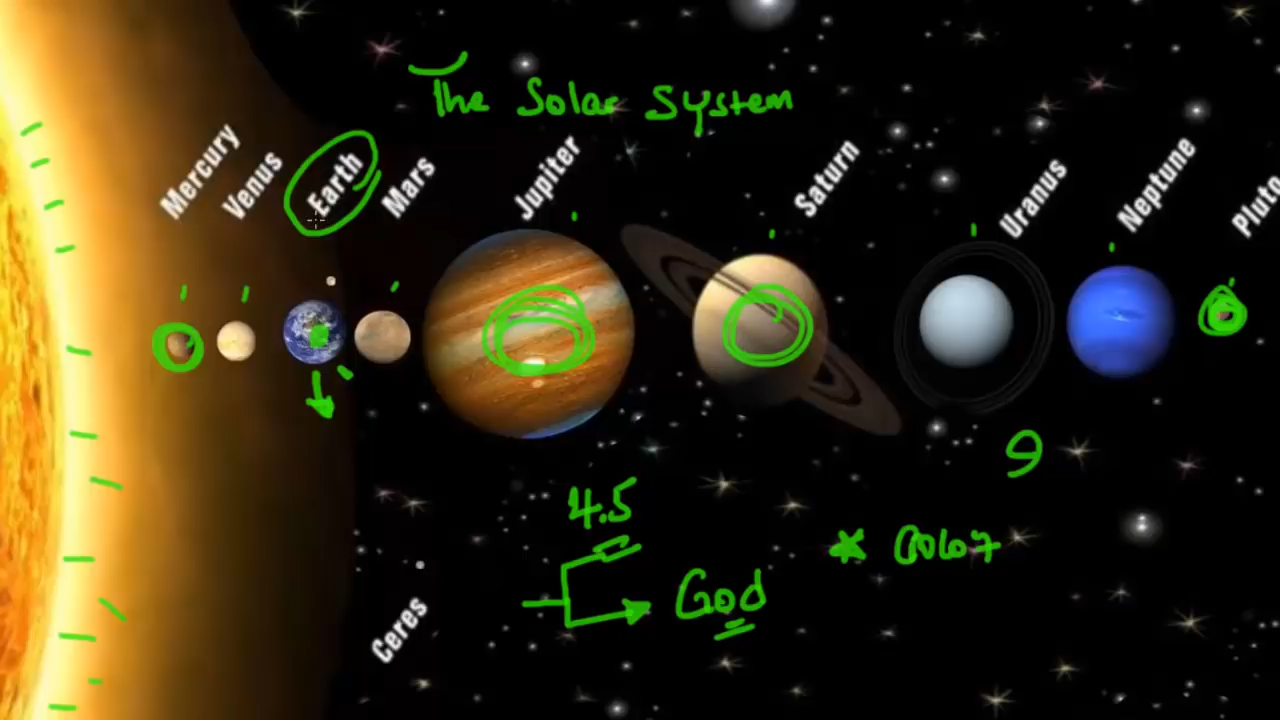 The Solar System
Mercury
Venus
Earth
Mars
Jupiter
Saturn
Uranus
Neptune
Pluto
9
4.5
God
Ceres